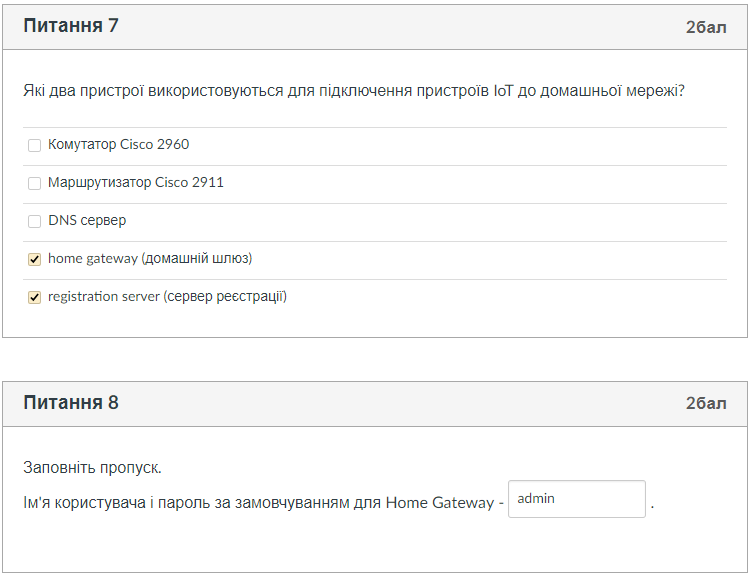 Питання 7
2бал
Які два пристрої використовуються для підключення пристроїв IoT до домашньої мережі?
Комутатор Cisco 2960
Маршрутизатор Cisco 2911
DNS сервер
home gateway (домашній шлюз)
registration server (сервер реєстрації)
Питання 8
2бал
Заповніть пропуск.
Ім'я користувача і пароль за замовчуванням для Home Gateway - admin .